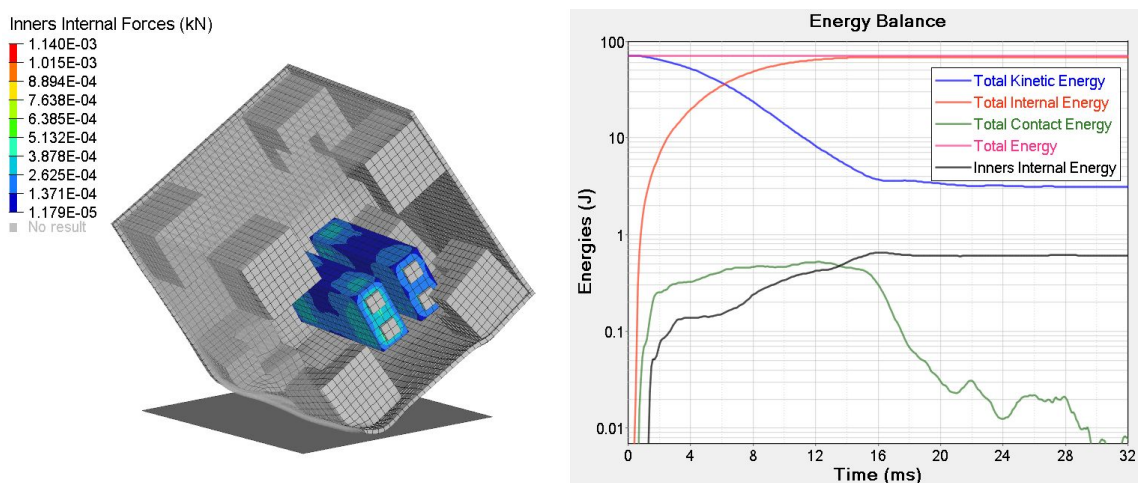 Inners Internal Forces (kN)
1.140E-03
1.015E-03
8.894E-04
7.638E-04
6.385E-04
5.132E-04
3.878E-04
2.625E-04
1.371E-04
1.179E-05
No result
Energy Balance
100
10
1
0.1
0.01
Energies (J)
Total Kinetic Energy
Total Internal Energy
Total Contact Energy
Total Energy
Inners Internal Energy
0 4 8 12 16 20 24 28 32
Time (ms)